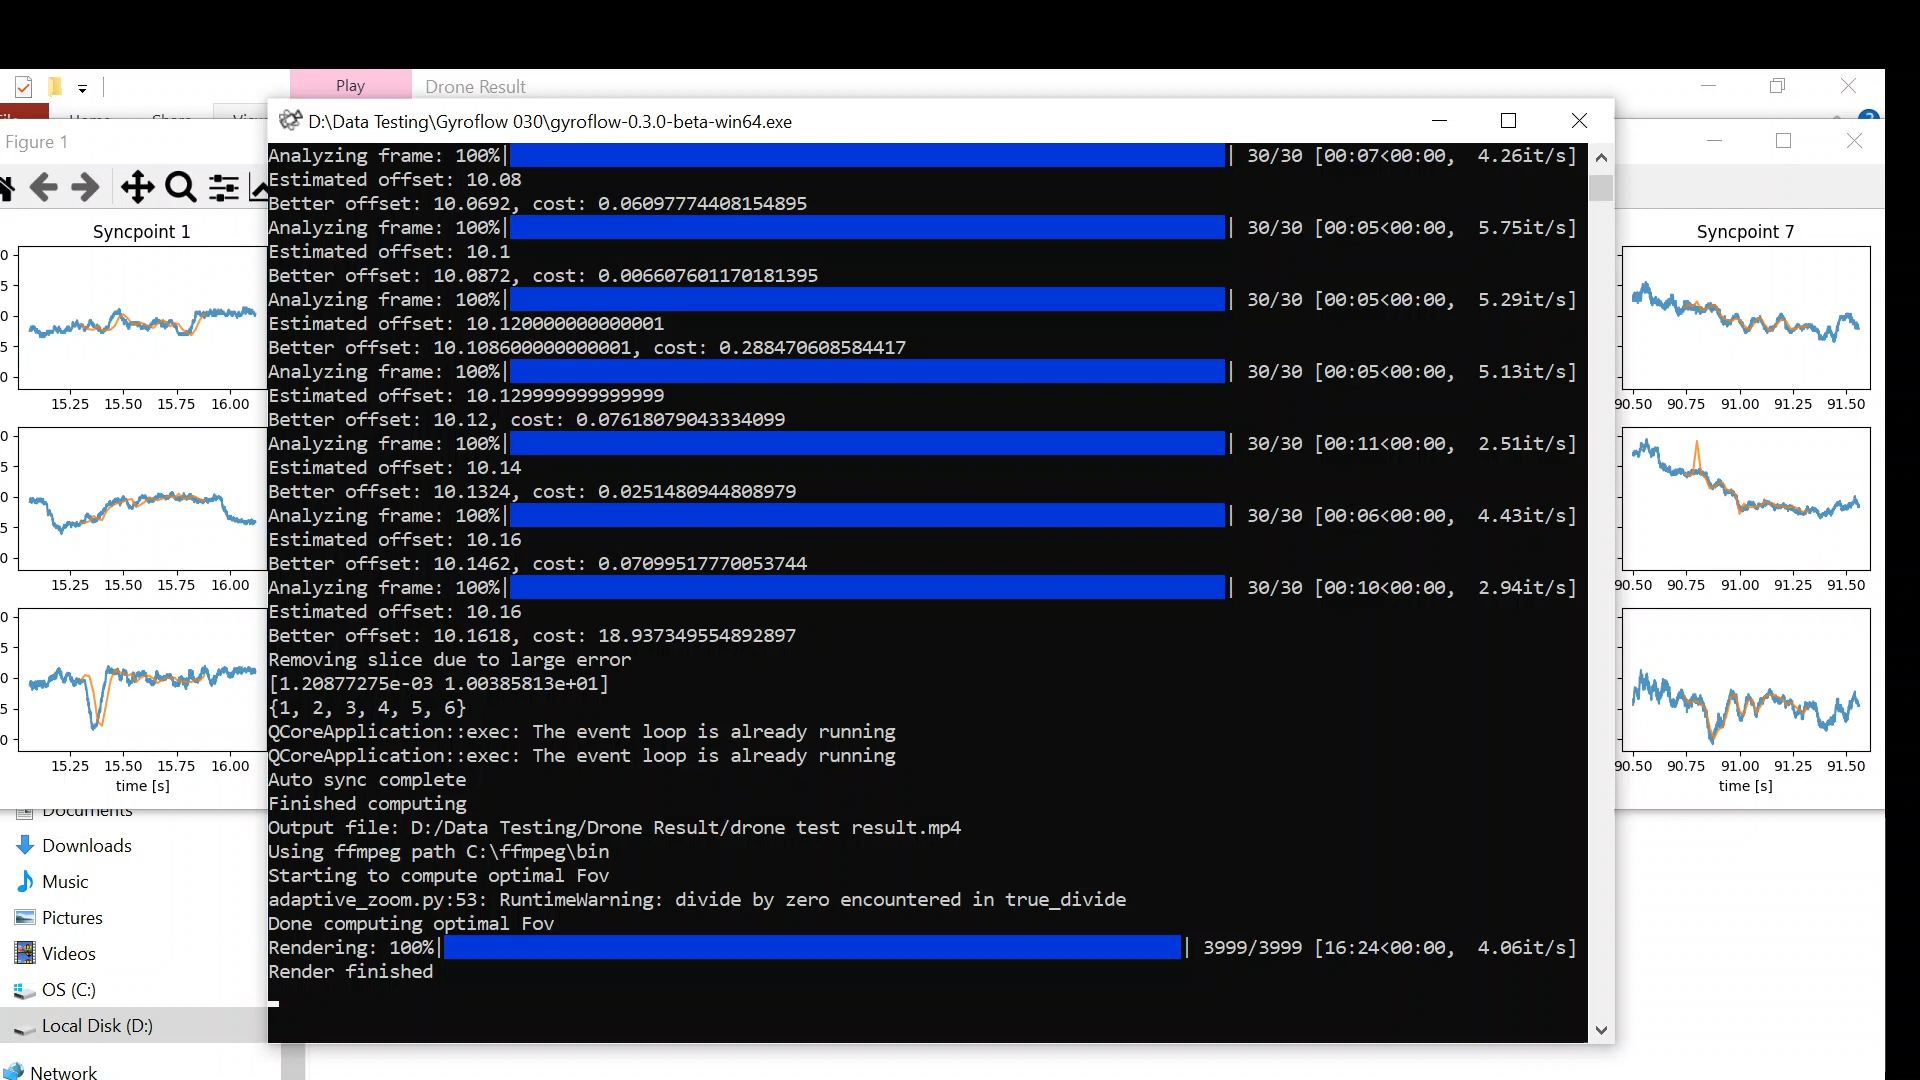 Play
Drone Result
D:\Data Testing\Gyroflow 030\gyroflow-0.3.0-beta-win64.exe
Figure 1
Analyzing frame: 100%| | 30/30 [00:07<00:00, 4.26it/s]
Estimated offset: 10.08
Better offset: 10.0692, cost: 0.06097774408154895
Analyzing frame: 100%| | 30/30 [00:05<00:00, 5.75it/s]
Estimated offset: 10.1
Better offset: 10.0872, cost: 0.006607601170181395
Analyzing frame: 100%| | 30/30 [00:05<00:00, 5.29it/s]
Estimated offset: 10.120000000000001
Better offset: 10.108600000000001, cost: 0.288470608584417
Analyzing frame: 100%| | 30/30 [00:05<00:00, 5.13it/s]
Estimated offset: 10.129999999999999
Better offset: 10.12, cost: 0.07618079043334099
Analyzing frame: 100%| | 30/30 [00:11<00:00, 2.51it/s]
Estimated offset: 10.14
Better offset: 10.1324, cost: 0.0251480944808979
Analyzing frame: 100%| | 30/30 [00:06<00:00, 4.43it/s]
Estimated offset: 10.16
Better offset: 10.1462, cost: 0.07099517770053744
Analyzing frame: 100%| | 30/30 [00:10<00:00, 2.94it/s]
Estimated offset: 10.16
Better offset: 10.1618, cost: 18.937349554892897
Removing slice due to large error
[1.20877275e-03 1.00385813e+01]
{1, 2, 3, 4, 5, 6}
QCoreApplication::exec: The event loop is already running
QCoreApplication::exec: The event loop is already running
Auto sync complete
Finished computing
Output file: D:/Data Testing/Drone Result/drone test result.mp4
Using ffmpeg path C:\ffmpeg\bin
Starting to compute optimal Fov
adaptive_zoom.py:53: RuntimeWarning: divide by zero encountered in true_divide
Done computing optimal Fov
Rendering: 100%| | 3999/3999 [16:24<00:00, 4.06it/s]
Render finished
Syncpoint 1
15.25 15.50 15.75 16.00
15.25 15.50 15.75 16.00
15.25 15.50 15.75 16.00
time [s]
Syncpoint 7
90.50 90.75 91.00 91.25 91.50
90.50 90.75 91.00 91.25 91.50
90.50 90.75 91.00 91.25 91.50
time [s]
Documents
Downloads
Music
Pictures
Videos
OS (C:)
Local Disk (D:)
Network